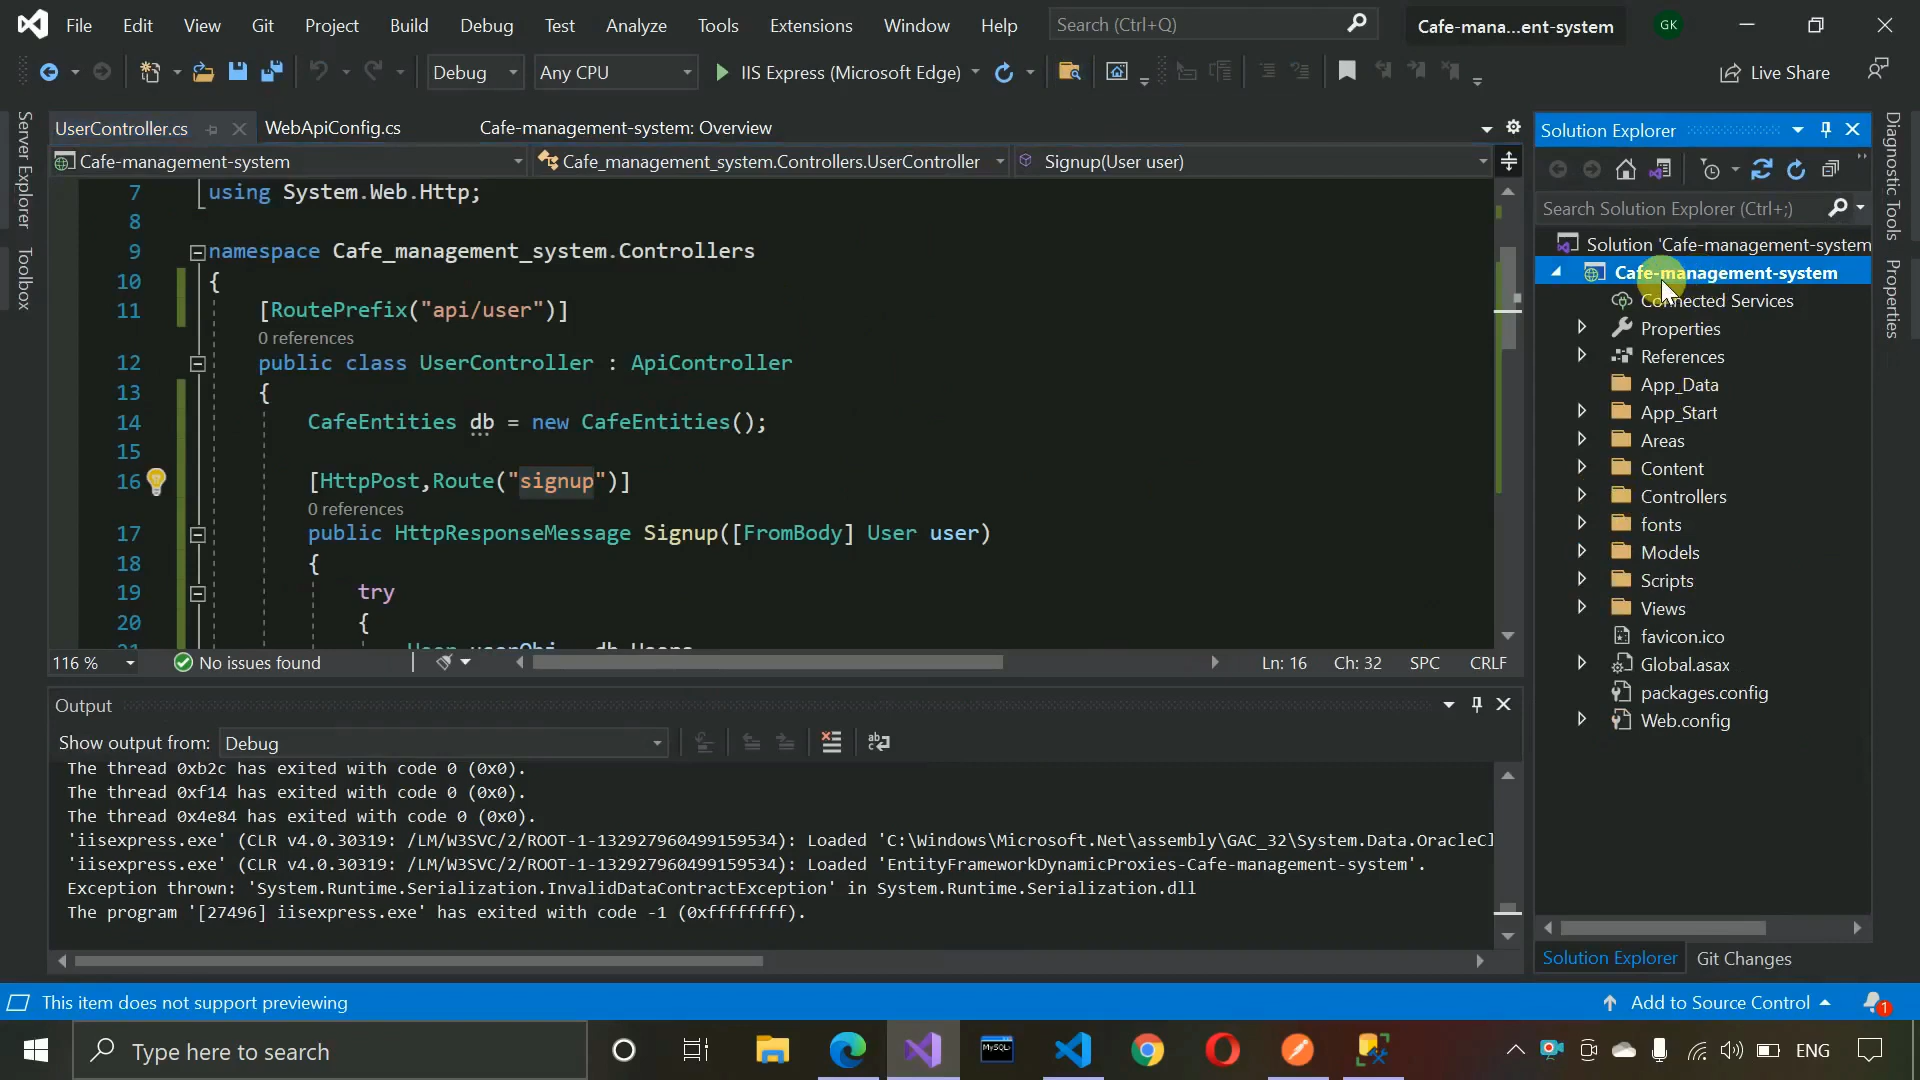 File Edit View Git Project Build Debug Test Analyze Tools Extensions Window Help Search (Ctrl+Q) Cafe-mana...ent-system GK
Debug Any CPU IIS Express (Microsoft Edge) Live Share
Server Explorer
Toolbox
UserController.cs WebApiConfig.cs Cafe-management-system: Overview
Cafe-management-system Cafe_management_system.Controllers.UserController Signup(User user)
7 using System.Web.Http;
8
9 namespace Cafe_management_system.Controllers
10 {
11 [RoutePrefix("api/user")]
0 references
12 public class UserController : ApiController
13 {
14 CafeEntities db = new CafeEntities();
15
16 [HttpPost,Route("signup")]
0 references
17 public HttpResponseMessage Signup([FromBody] User user)
18 {
19 try
20 {
116 % No issues found Ln: 16 Ch: 32 SPC CRLF
Output
Show output from: Debug
The thread 0xb2c has exited with code 0 (0x0).
The thread 0xf14 has exited with code 0 (0x0).
The thread 0x4e84 has exited with code 0 (0x0).
'iisexpress.exe' (CLR v4.0.30319: /LM/W3SVC/2/ROOT-1-132927960499159534): Loaded 'C:\Windows\Microsoft.Net\assembly\GAC_32\System.Data.OracleCl
'iisexpress.exe' (CLR v4.0.30319: /LM/W3SVC/2/ROOT-1-132927960499159534): Loaded 'EntityFrameworkDynamicProxies-Cafe-management-system'.
Exception thrown: 'System.Runtime.Serialization.InvalidDataContractException' in System.Runtime.Serialization.dll
The program '[27496] iisexpress.exe' has exited with code -1 (0xffffffff).
Solution Explorer
Search Solution Explorer (Ctrl+;)
Solution 'Cafe-management-system
Cafe-management-system
Connected Services
Properties
References
App_Data
App_Start
Areas
Content
Controllers
fonts
Models
Scripts
Views
favicon.ico
Global.asax
packages.config
Web.config
Solution Explorer Git Changes
Diagnostic Tools
Properties
This item does not support previewing Add to Source Control 1
Type here to search MySQL ENG